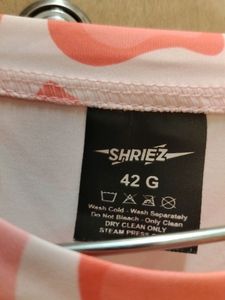 SHRIEZ
42 G
Wash Cold - Wash Separately
Do Not Bleach - Only Clean
DRY CLEAN ONLY
STEAM PRESS